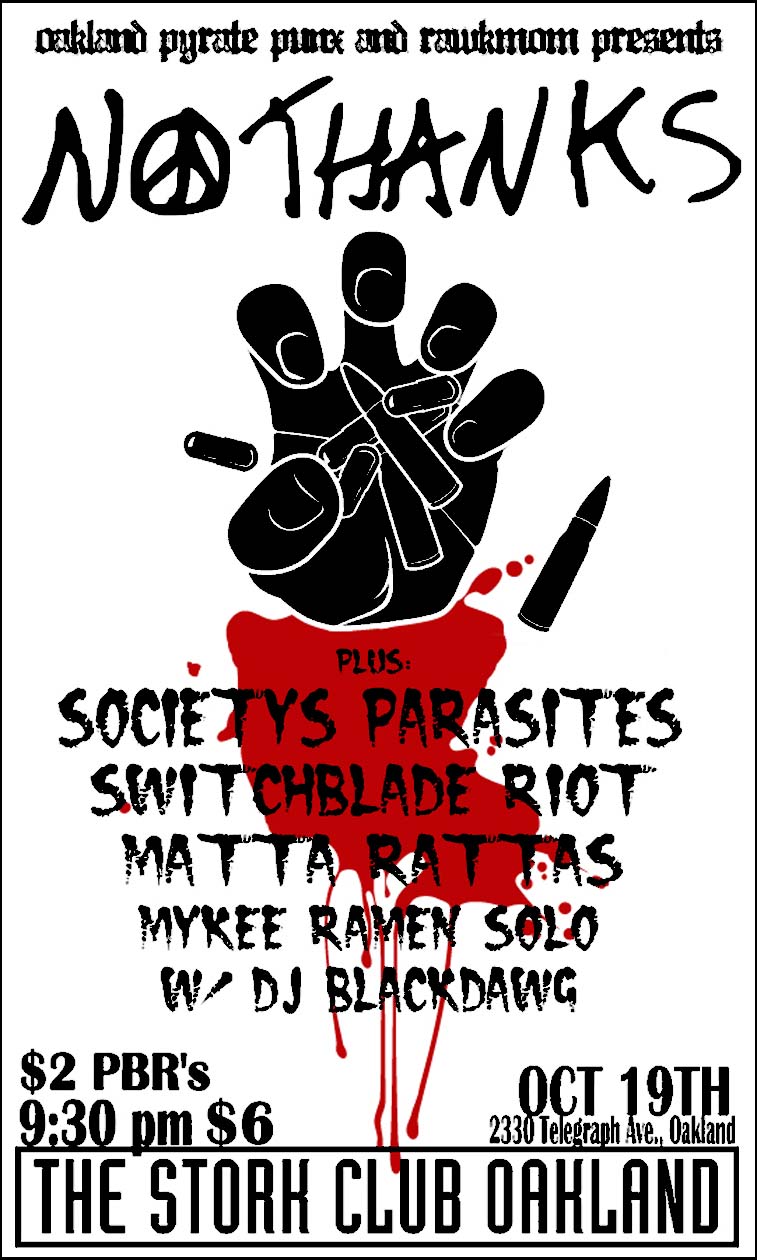 oakland pyrate punx and rawkmom presents
NO THANKS
PLUS:
SOCIETYS PARASITES
SWITCHBLADE RIOT
MATTA RATTAS
MYKEE RAMEN SOLO
W/ DJ BLACKDAWG
$2 PBR's
9:30 pm $6
OCT 19TH
2330 Telegraph Ave., Oakland
THE STORK CLUB OAKLAND